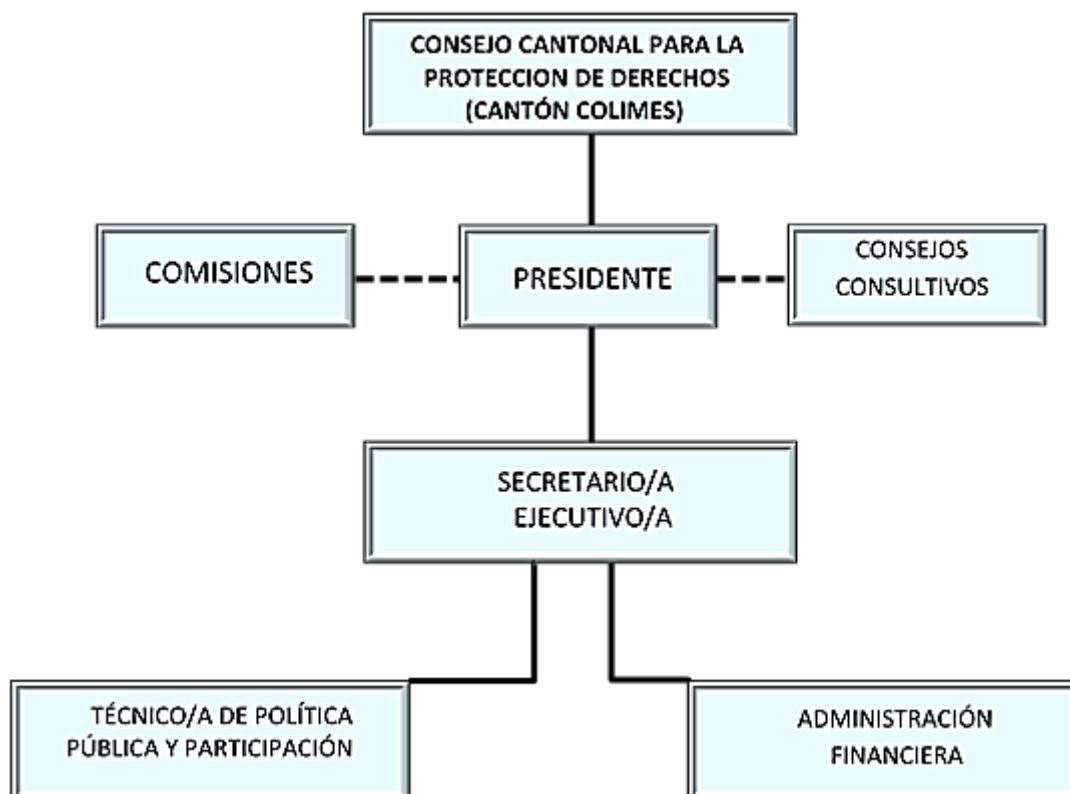 CONSEJO CANTONAL PARA LA
PROTECCION DE DERECHOS
(CANTÓN COLIMES)
COMISIONES
PRESIDENTE
CONSEJOS
CONSULTIVOS
SECRETARIO/A
EJECUTIVO/A
TÉCNICO/A DE POLÍTICA
PÚBLICA Y PARTICIPACIÓN
ADMINISTRACIÓN
FINANCIERA